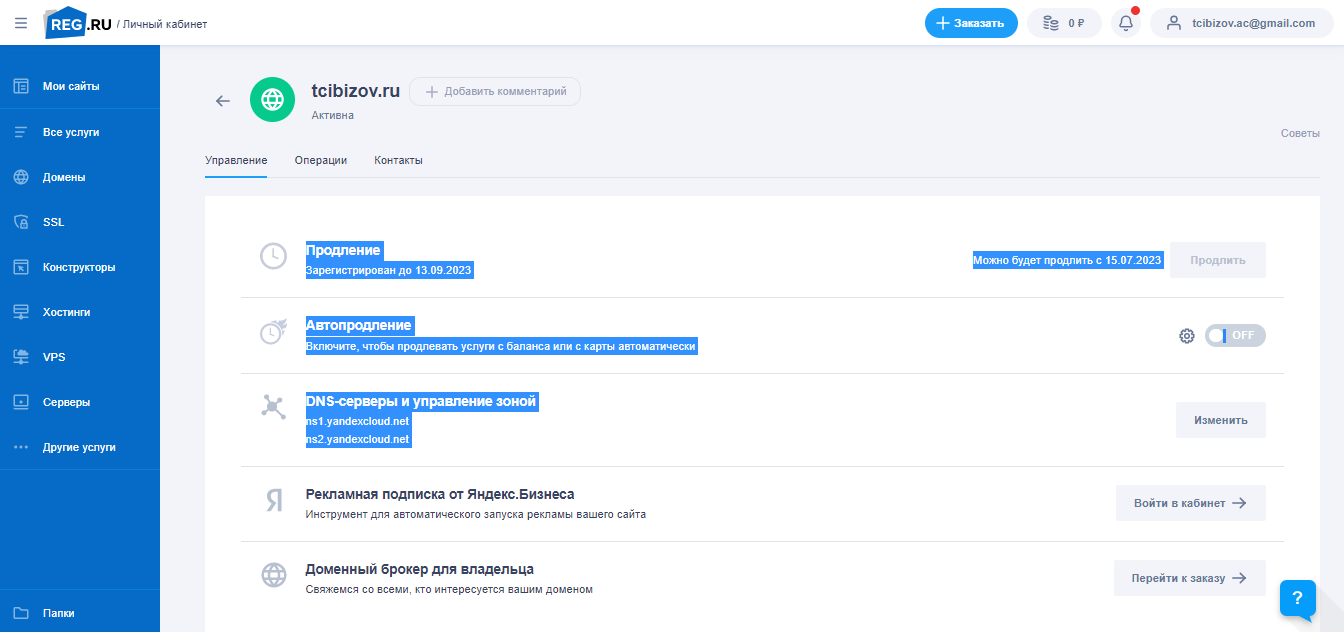 REG.RU / Личный кабинет
Заказать
0 ₽
tcibizov.ac@gmail.com
Мои сайты
Все услуги
Домены
SSL
Конструкторы
Хостинги
VPS
Серверы
Другие услуги
Папки
tcibizov.ru
Добавить комментарий
Активна
Советы
Управление
Операции
Контакты
Продление
Зарегистрирован до 13.09.2023
Можно будет продлить с 15.07.2023
Продлить
Автопродление
Включите, чтобы продлевать услуги с баланса или с карты автоматически
OFF
DNS-серверы и управление зоной
ns1.yandexcloud.net
ns2.yandexcloud.net
Изменить
Я
Рекламная подписка от Яндекс.Бизнеса
Инструмент для автоматического запуска рекламы вашего сайта
Войти в кабинет
Доменный брокер для владельца
Свяжемся со всеми, кто интересуется вашим доменом
Перейти к заказу
?